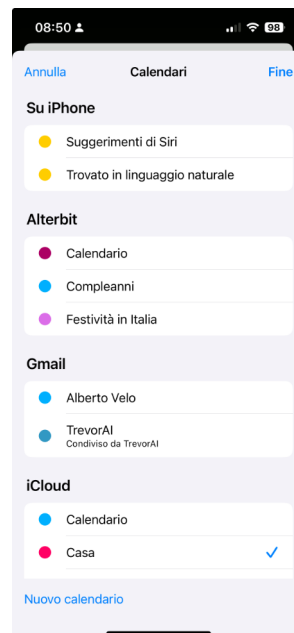 08:50
98
Annulla Calendari Fine
Su iPhone
Suggerimenti di Siri
Trovato in linguaggio naturale
Alterbit
Calendario
Compleanni
Festività in Italia
Gmail
Alberto Velo
TrevorAI
Condiviso da TrevorAI
iCloud
Calendario
Casa
Nuovo calendario